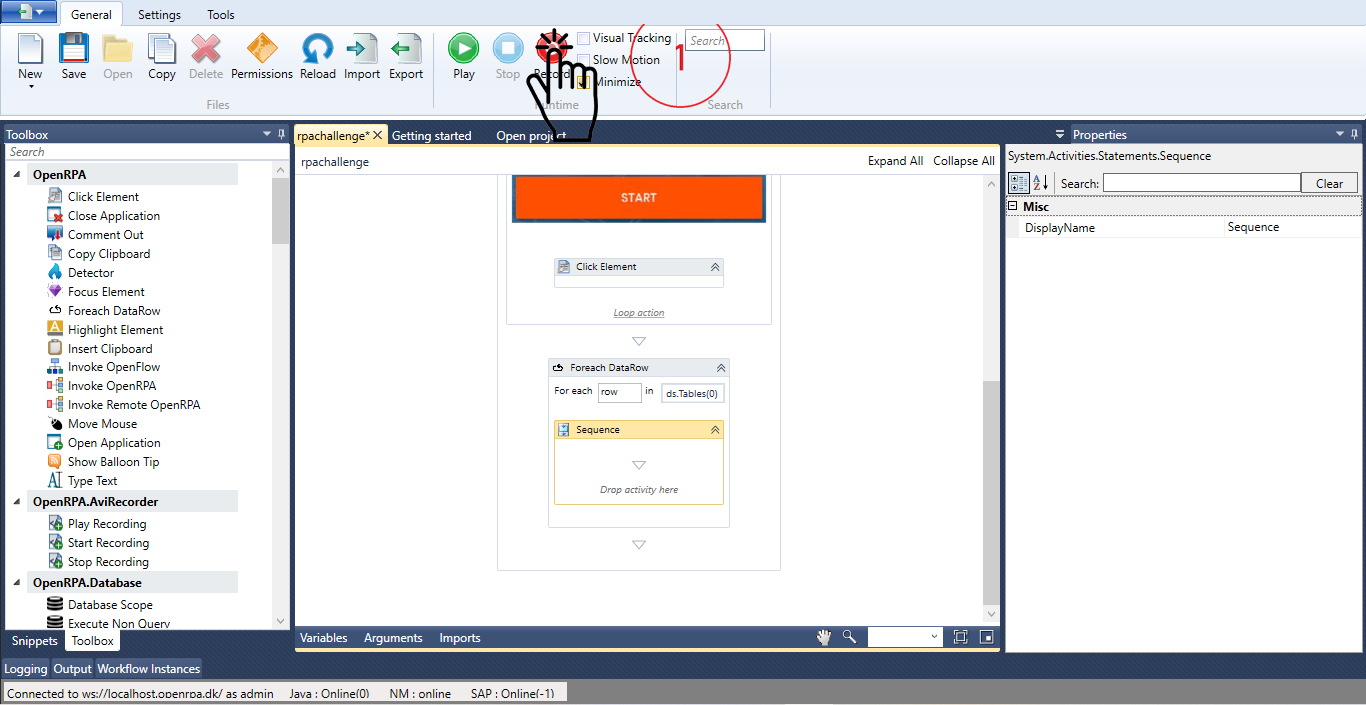 General Settings Tools
New Save Open Copy Delete Permissions Reload Import Export
Files
Play Stop Record
Visual Tracking
Slow Motion
Minimize
Runtime
1
Search
Search
Toolbox
Search
OpenRPA
Click Element
Close Application
Comment Out
Copy Clipboard
Detector
Focus Element
Foreach DataRow
Highlight Element
Insert Clipboard
Invoke OpenFlow
Invoke OpenRPA
Invoke Remote OpenRPA
Move Mouse
Open Application
Show Balloon Tip
Type Text
OpenRPA.AviRecorder
Play Recording
Start Recording
Stop Recording
OpenRPA.Database
Database Scope
Execute Non Query
Snippets Toolbox
rpachallenge* Getting started Open project
rpachallenge Expand All Collapse All
START
Click Element
Loop action
Foreach DataRow
For each row in ds.Tables(0)
Sequence
Drop activity here
Variables Arguments Imports
Properties
System.Activities.Statements.Sequence
Search: Clear
Misc
DisplayName Sequence
Logging Output Workflow Instances
Connected to ws://localhost.openrpa.dk/ as admin Java : Online(0) NM : online SAP : Online(-1)